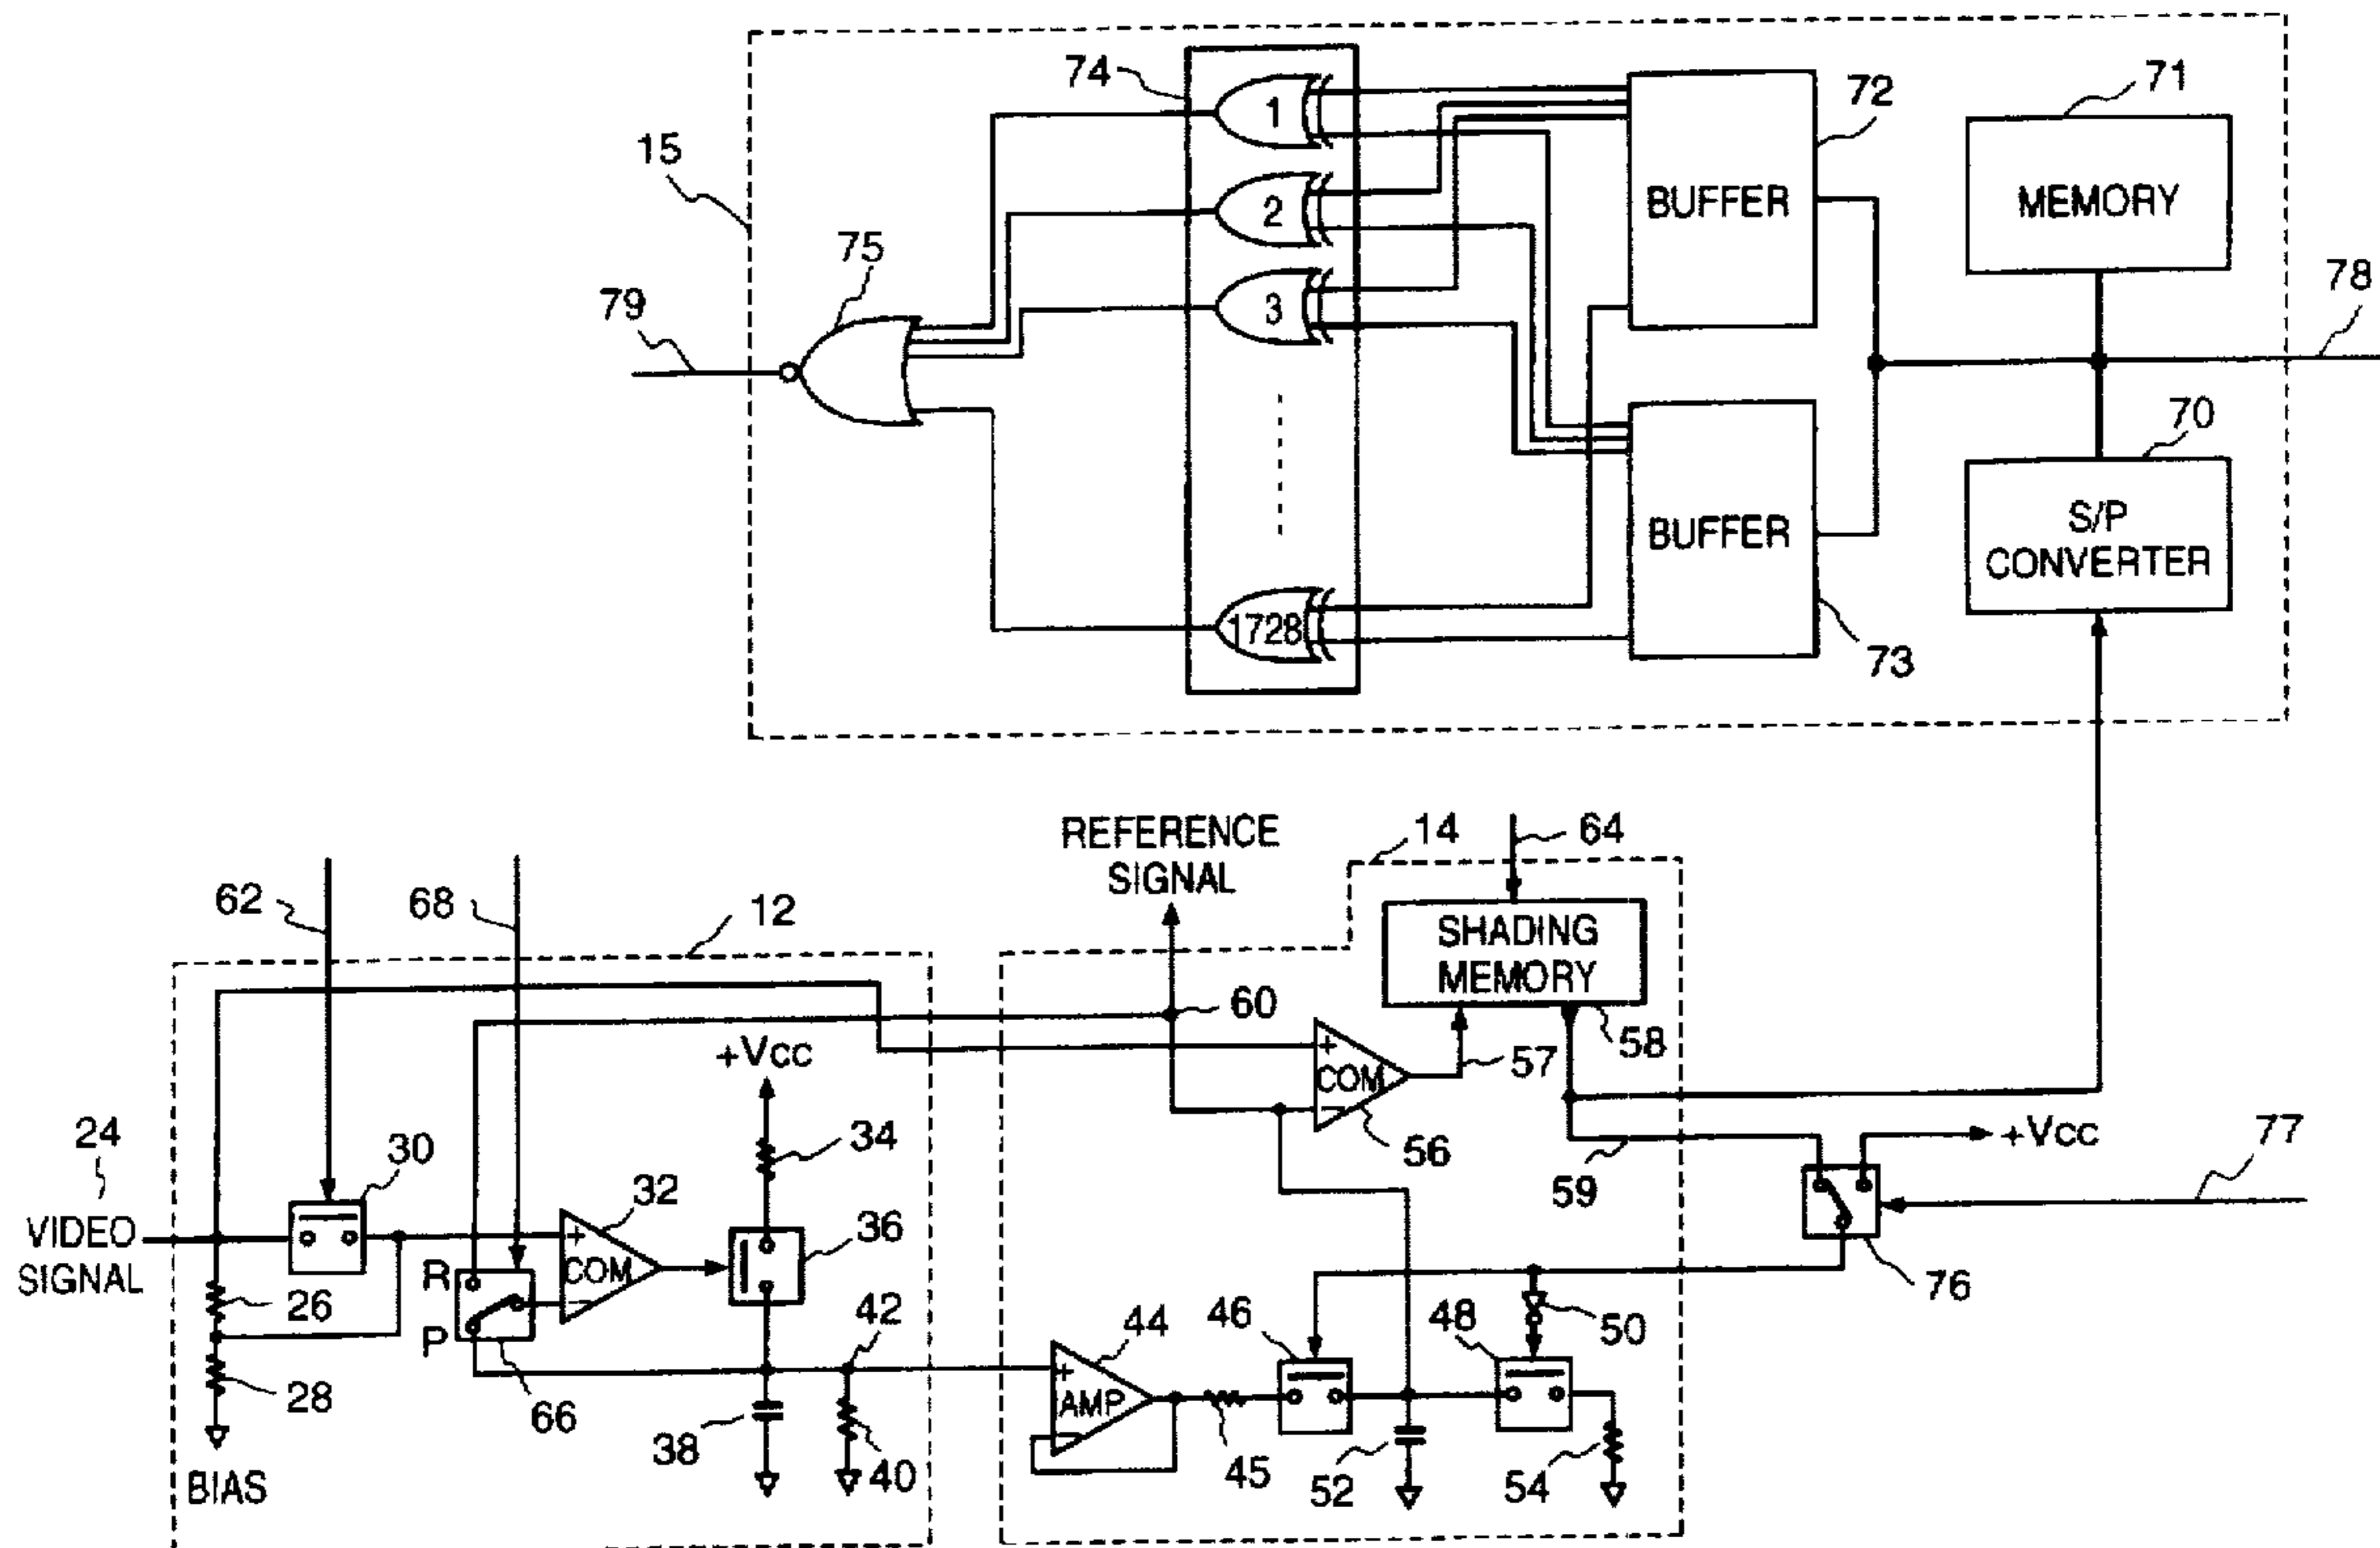 74
71
72
15
1
MEMORY
BUFFER
2
75
78
79
3
70
S/P
CONVERTER
BUFFER
1728
73
REFERENCE
SIGNAL
14
64
62
68
12
SHADING
MEMORY
60
+VCC
+
57
58
COM
24
34
-
+VCC
77
30
32
56
59
VIDEO
SIGNAL
+
36
COM
R
-
76
26
42
44
46
48
50
P
28
+
AMP
66
-
38
40
45
52
54
BIAS